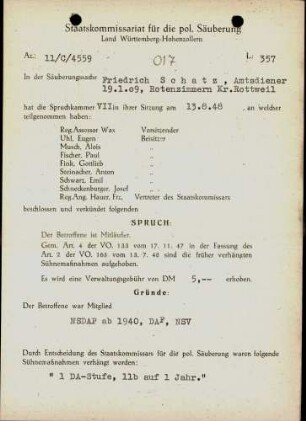 Staatskommissariat für die pol. Säuberung
Land Württemberg-Hohenzollern
Az.: 11/C/4559 017 L: 357
In der Säuberungssache Friedrich Schatz, Amtsdiener
19.1.09, Rotenzimmern Kr.Rottweil
hat die Spruchkammer VII in ihrer Sitzung am 13.8.48 an welcher
teilgenommen haben:
Reg.Assessor Wax Vorsitzender
Uhl, Eugen Beisitzer
Musch, Alois "
Fischer, Paul "
Fink, Gottlieb "
Steinacher, Anton "
Schwarz, Emil "
Schneckenburger, Josef "
Reg.Ang. Hauer, Frz. Vertreter des Staatskommissars
beschlossen und verkündet folgenden
SPRUCH:
Der Betroffene ist Mitläufer.
Gem. Art. 4 der VO. 133 vom 17. 11. 47 in der Fassung des
Art. 2 der VO. 165 vom 13. 7. 48 sind die früher verhängten
Sühnemaßnahmen aufgehoben.
Es wird eine Verwaltungsgebühr von DM 5,-- erhoben.
Gründe:
Der Betroffene war Mitglied
NSDAP ab 1940, DAF, NSV
Durch Entscheidung des Staatskommissars für die pol. Säuberung waren folgende
Sühnemaßnahmen verhängt worden:
" 1 DA-Stufe, 11b auf 1 Jahr."